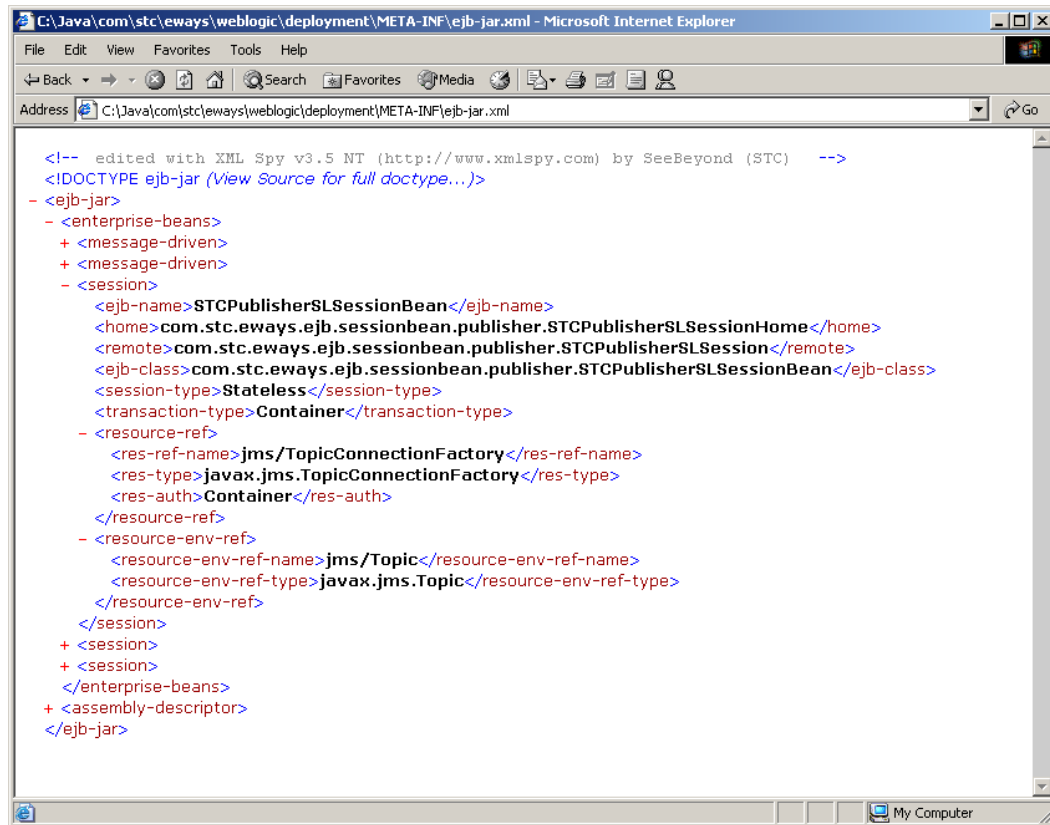 C:\Java\com\stc\eways\weblogic\deployment\META-INF\ejb-jar.xml - Microsoft Internet Explorer
File Edit View Favorites Tools Help
Back Search Favorites Media
Address C:\Java\com\stc\eways\weblogic\deployment\META-INF\ejb-jar.xml Go
<!-- edited with XML Spy v3.5 NT (http://www.xmlspy.com) by SeeBeyond (STC) -->
<!DOCTYPE ejb-jar (View Source for full doctype...)>
- <ejb-jar>
- <enterprise-beans>
+ <message-driven>
+ <message-driven>
- <session>
<ejb-name>STCPublisherSLSessionBean</ejb-name>
<home>com.stc.eways.ejb.sessionbean.publisher.STCPublisherSLSessionHome</home>
<remote>com.stc.eways.ejb.sessionbean.publisher.STCPublisherSLSession</remote>
<ejb-class>com.stc.eways.ejb.sessionbean.publisher.STCPublisherSLSessionBean</ejb-class>
<session-type>Stateless</session-type>
<transaction-type>Container</transaction-type>
- <resource-ref>
<res-ref-name>jms/TopicConnectionFactory</res-ref-name>
<res-type>javax.jms.TopicConnectionFactory</res-type>
<res-auth>Container</res-auth>
</resource-ref>
- <resource-env-ref>
<resource-env-ref-name>jms/Topic</resource-env-ref-name>
<resource-env-ref-type>javax.jms.Topic</resource-env-ref-type>
</resource-env-ref>
</session>
+ <session>
+ <session>
</enterprise-beans>
+ <assembly-descriptor>
</ejb-jar>
My Computer